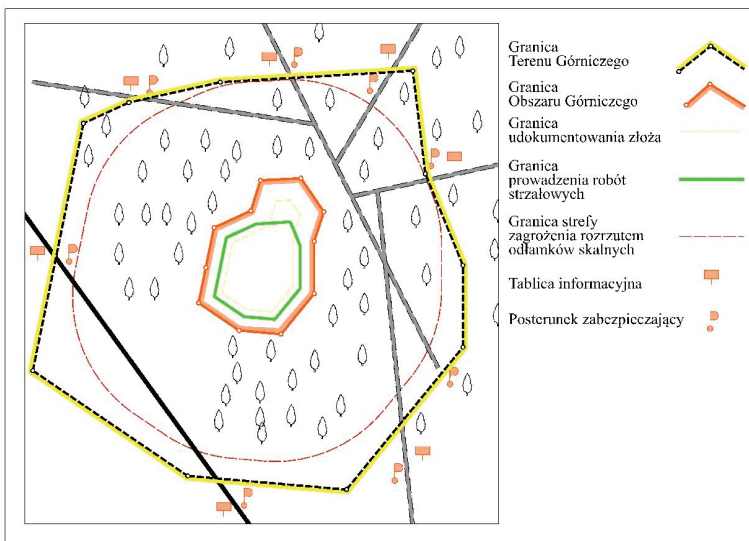 Granica
Terenu Górniczego
Granica
Obszaru Górniczego
Granica
udokumentowania złoża
Granica
prowadzenia robót
strzałowych
Granica strefy
zagrożenia rozrzutem
odłamków skalnych
Tablica informacyjna
Posterunek zabezpieczający